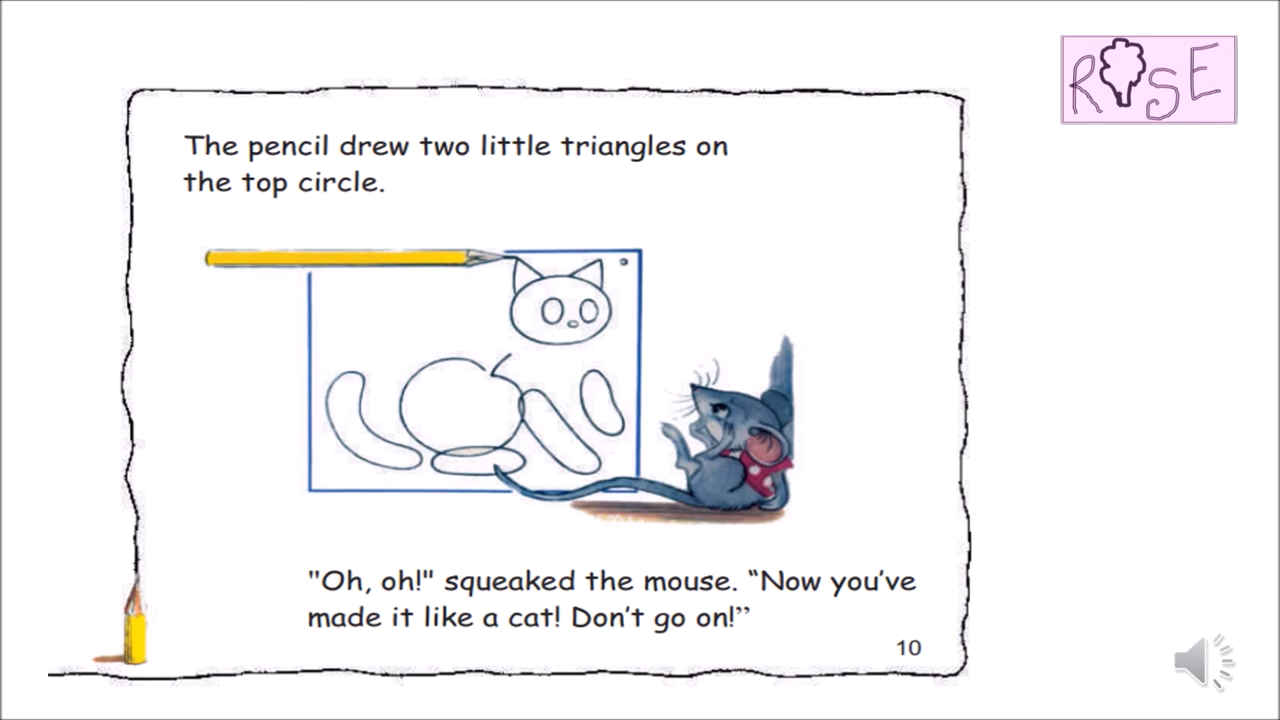 R SE
The pencil drew two little triangles on
the top circle.
"Oh, oh!" squeaked the mouse. “Now you’ve
made it like a cat! Don’t go on!”
10